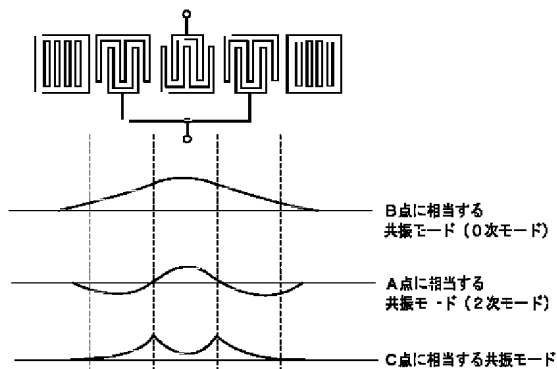 B点に相当する
共振モード（０次モード）
A点に相当する
共振モード（２次モード）
C点に相当する共振モード